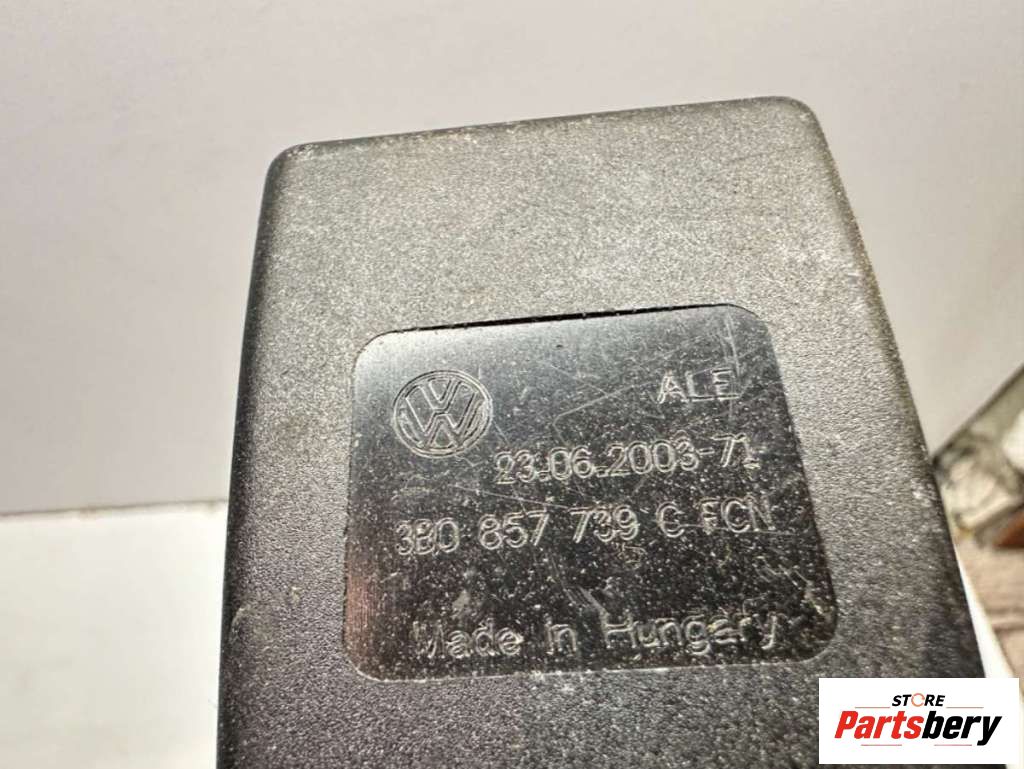 ALE
23.06.2003-71
3B0 857 739 C FCN
Made in Hungary
STORE
Partsbery